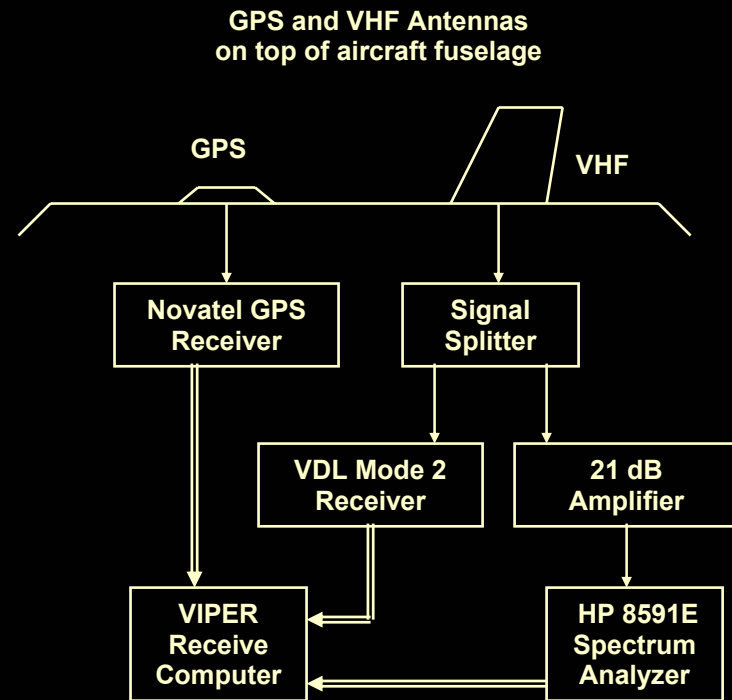 GPS and VHF Antennas
on top of aircraft fuselage
GPS
VHF
Novatel GPS
Receiver
Signal
Splitter
VDL Mode 2
Receiver
21 dB
Amplifier
VIPER
Receive
Computer
HP 8591E
Spectrum
Analyzer